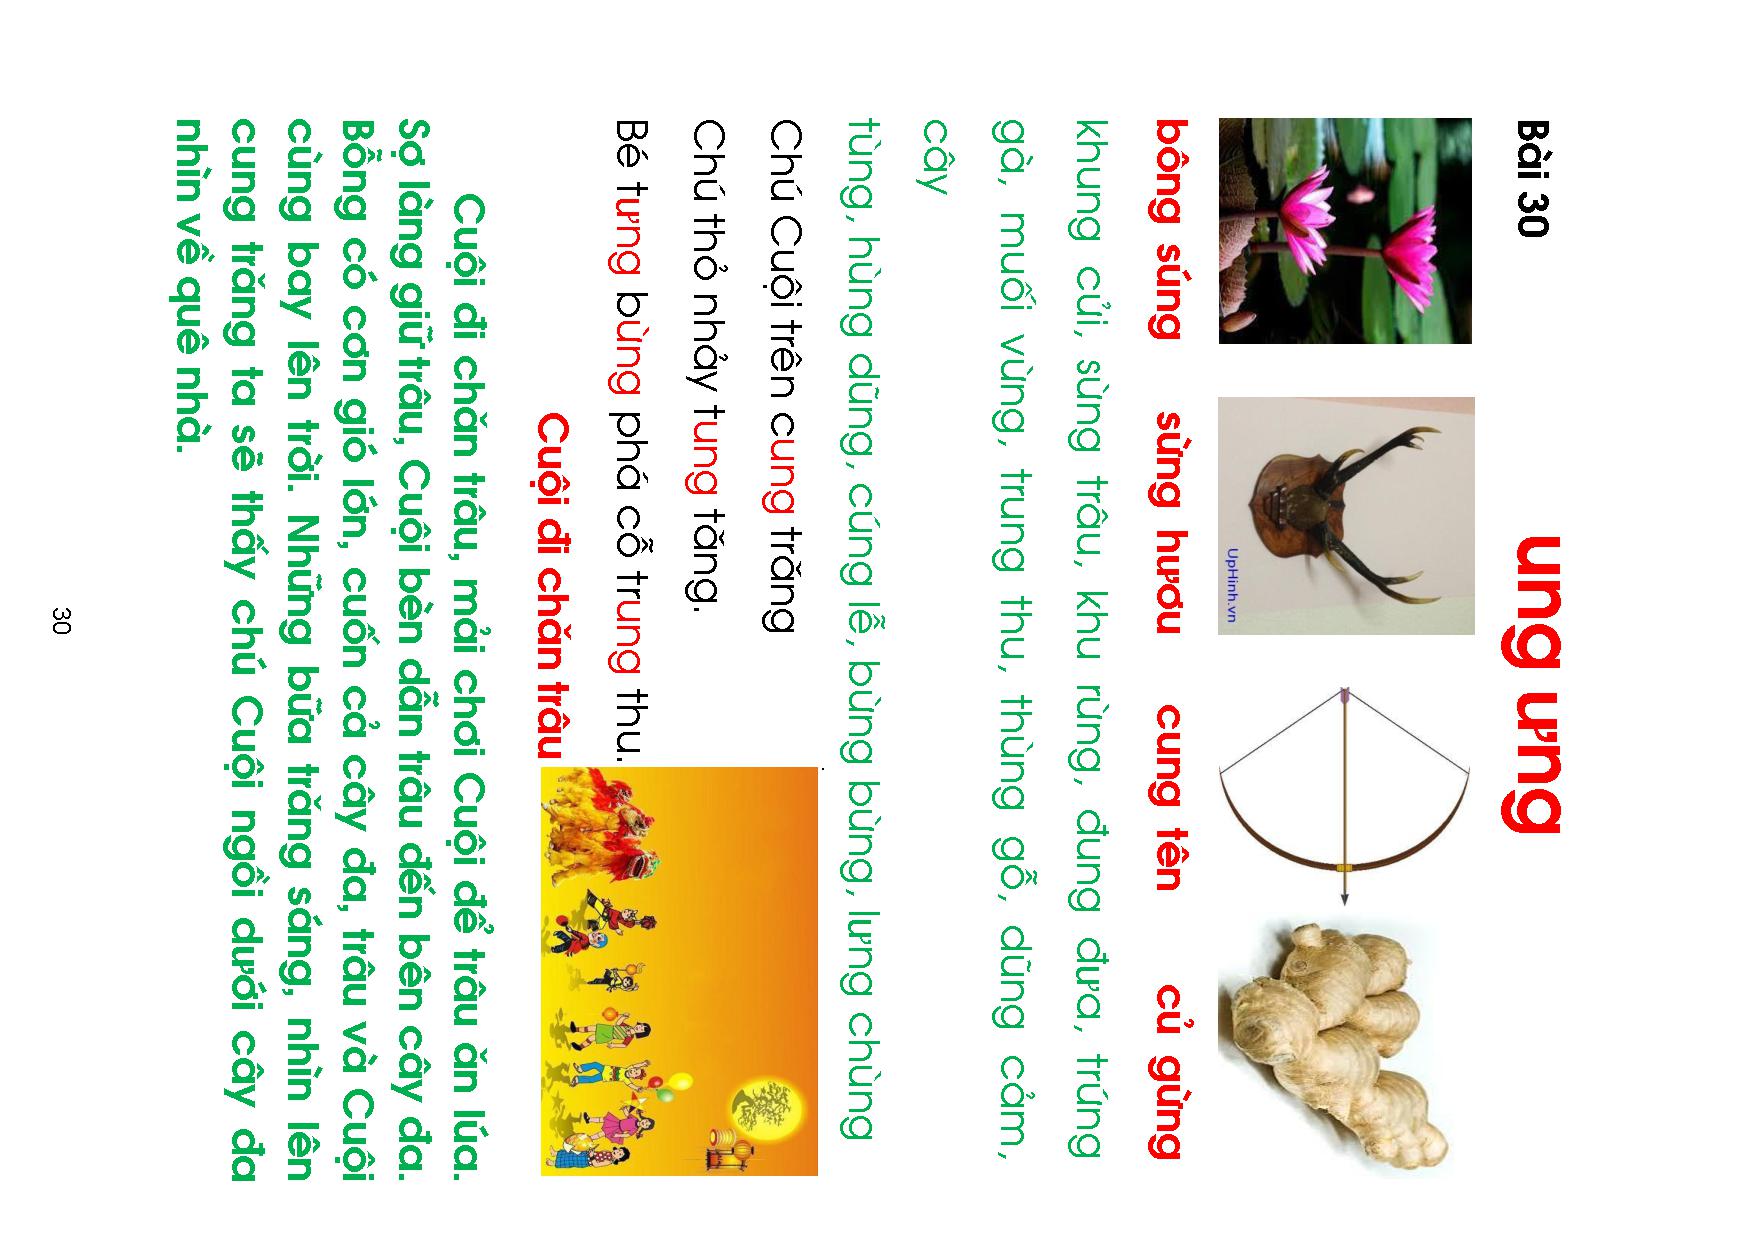 Bài 30 ung ưng
UpHinh.vn
bông súng sừng hươu cung tên củ gừng
khung cửi, sừng trâu, khu rừng, đung đưa, trứng
gà, muối vừng, trung thu, thùng gỗ, dũng cảm,
cây
tùng, hùng dũng, cúng lễ, bừng bừng, lưng chùng
Chú Cuội trên cung trăng
Chú thỏ nhảy tung tăng.
Bé tưng bừng phá cỗ trung thu.
Cuội đi chăn trâu
Cuội đi chăn trâu, mải chơi Cuội để trâu ăn lúa.
Sợ làng giữ trâu, Cuội bèn dẫn trâu đến bên cây đa.
Bỗng có cơn gió lớn, cuốn cả cây đa, trâu và Cuội
cùng bay lên trời. Những bữa trăng sáng, nhìn lên
cung trăng ta sẽ thấy chú Cuội ngồi dưới cây đa
nhìn về quê nhà.
30